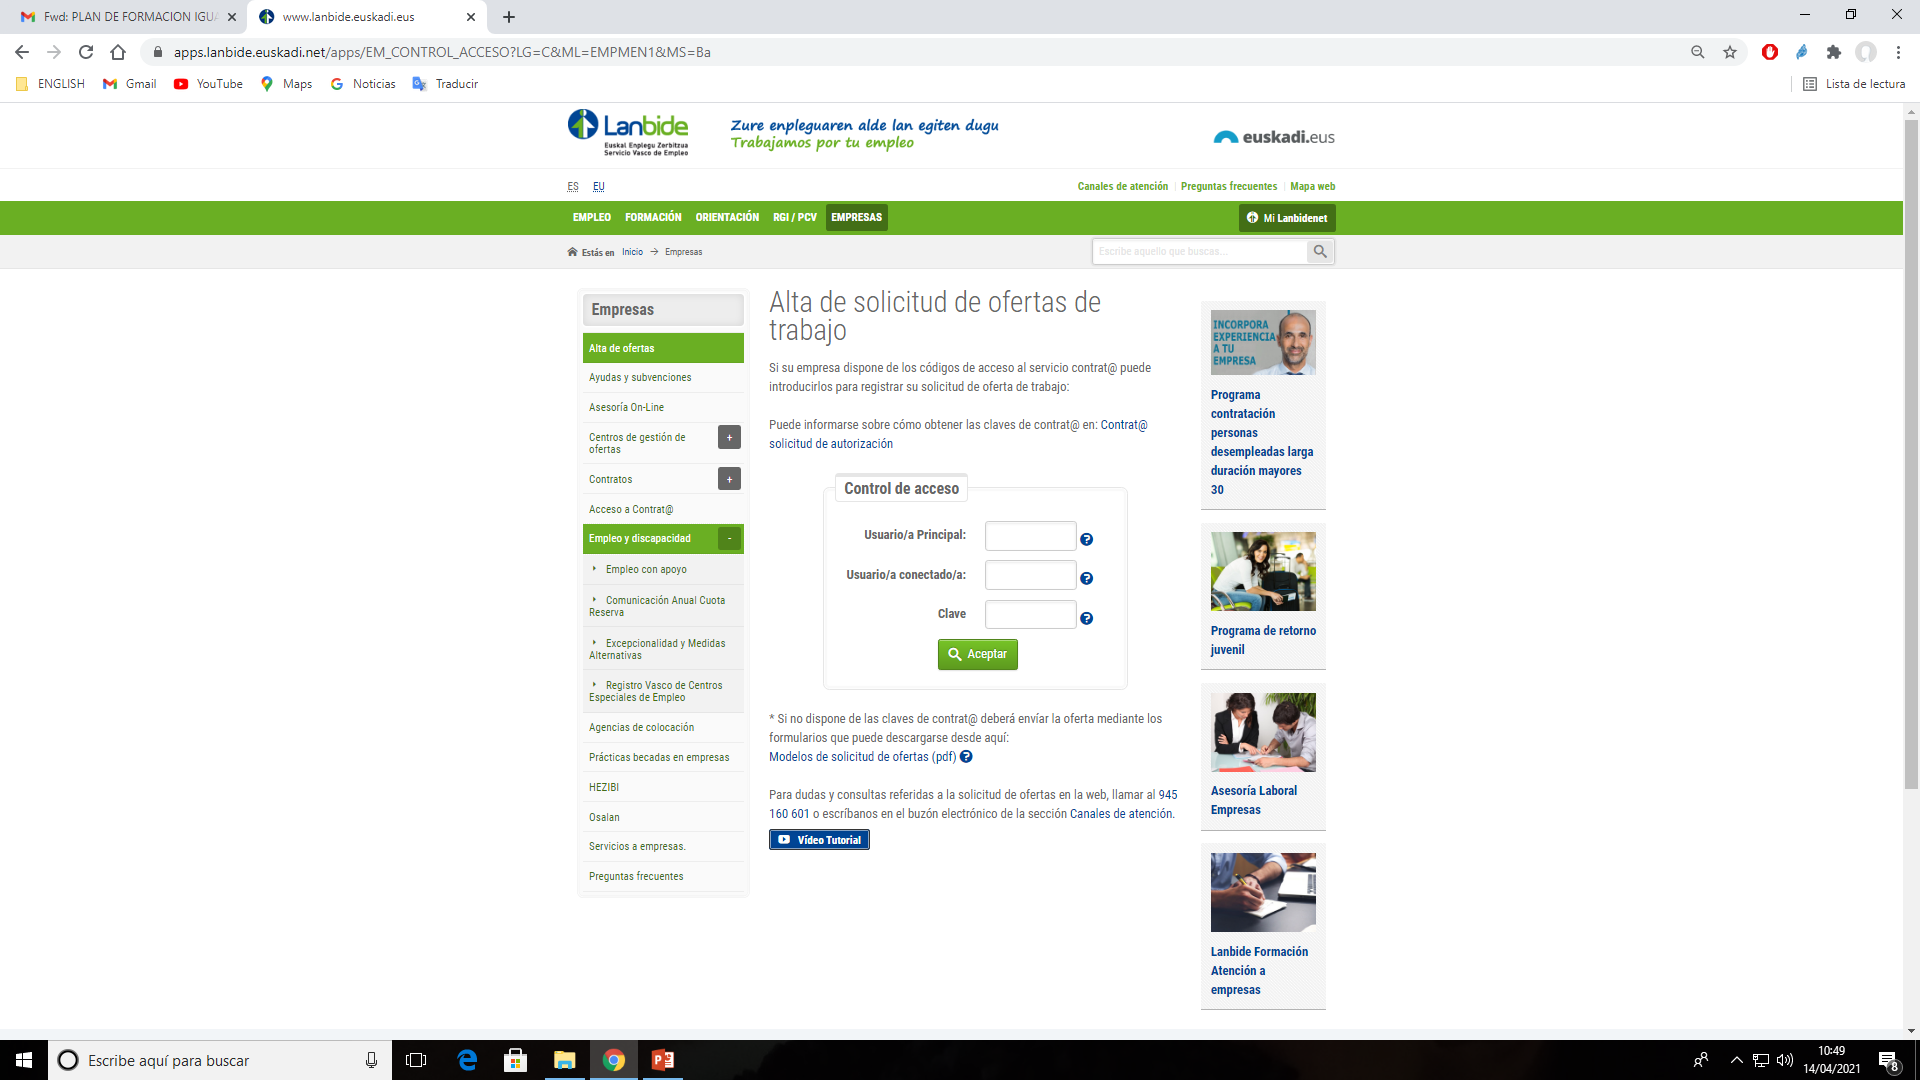 Fwd: PLAN DE FORMACION IGUA
www.lanbide.euskadi.eus
apps.lanbide.euskadi.net/apps/EM_CONTROL_ACCESO?LG=C&ML=EMPMEN1&MS=Ba
ENGLISH Gmail YouTube Maps Noticias Traducir Lista de lectura
Lanbide
Euskal Enplegu Zerbitzua
Servicio Vasco de Empleo
Zure enpleguaren alde lan egiten dugu
Trabajamos por tu empleo
euskadi.eus
ES EU
Canales de atención Preguntas frecuentes Mapa web
EMPLEO FORMACIÓN ORIENTACIÓN RGI / PCV EMPRESAS Mi Lanbidenet
Estás en Inicio → Empresas
Escribe aquello que buscas...
Empresas
Alta de ofertas
Ayudas y subvenciones
Asesoría On-Line
Centros de gestión de
ofertas
+
Contratos
+
Acceso a Contrat@
Empleo y discapacidad
-
Empleo con apoyo
Comunicación Anual Cuota
Reserva
Excepcionalidad y Medidas
Alternativas
Registro Vasco de Centros
Especiales de Empleo
Agencias de colocación
Prácticas becadas en empresas
HEZIBI
Osalan
Servicios a empresas.
Preguntas frecuentes
Alta de solicitud de ofertas de
trabajo
Si su empresa dispone de los códigos de acceso al servicio contrat@ puede
introducirlos para registrar su solicitud de oferta de trabajo:
Puede informarse sobre cómo obtener las claves de contrat@ en: Contrat@
solicitud de autorización
Control de acceso
Usuario/a Principal: ?
Usuario/a conectado/a: ?
Clave ?
Aceptar
* Si no dispone de las claves de contrat@ deberá envíar la oferta mediante los
formularios que puede descargarse desde aquí:
Modelos de solicitud de ofertas (pdf) ?
Para dudas y consultas referidas a la solicitud de ofertas en la web, llamar al 945
160 601 o escríbanos en el buzón electrónico de la sección Canales de atención.
Vídeo Tutorial
INCORPORA
EXPERIENCIA
A TU
EMPRESA
Programa
contratación
personas
desempleadas larga
duración mayores
30
Programa de retorno
juvenil
Asesoría Laboral
Empresas
Lanbide Formación
Atención a
empresas
Escribe aquí para buscar
10:49
14/04/2021
8